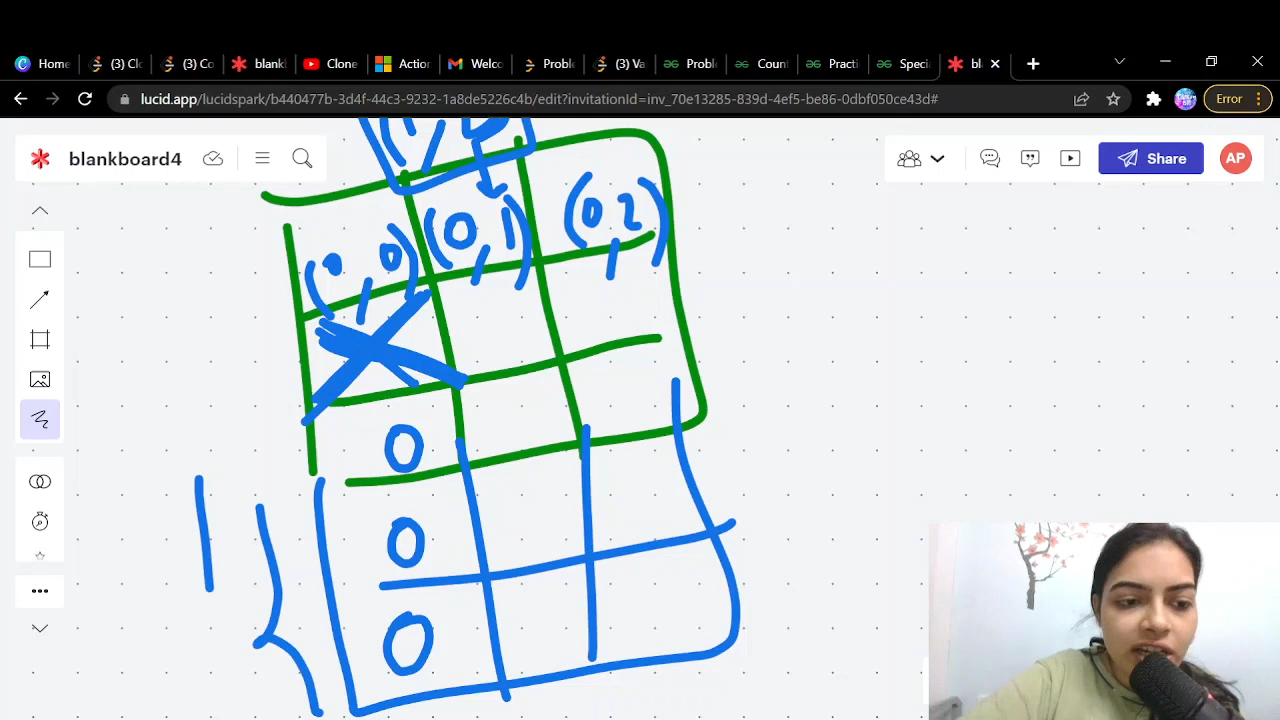 Home
(3) Cl
(3) Co
blank
Clone
Action
Welco
Proble
(3) Va
Proble
Count
Practi
Speci
bl
lucid.app/lucidspark/b440477b-3d4f-44c3-9232-1a8de5226c4b/edit?invitationId=inv_70e13285-839d-4ef5-be86-0dbf050ce43d#
Error
blankboard4
Share
AP
(0,0) (0,1) (0,2)
0
0
0